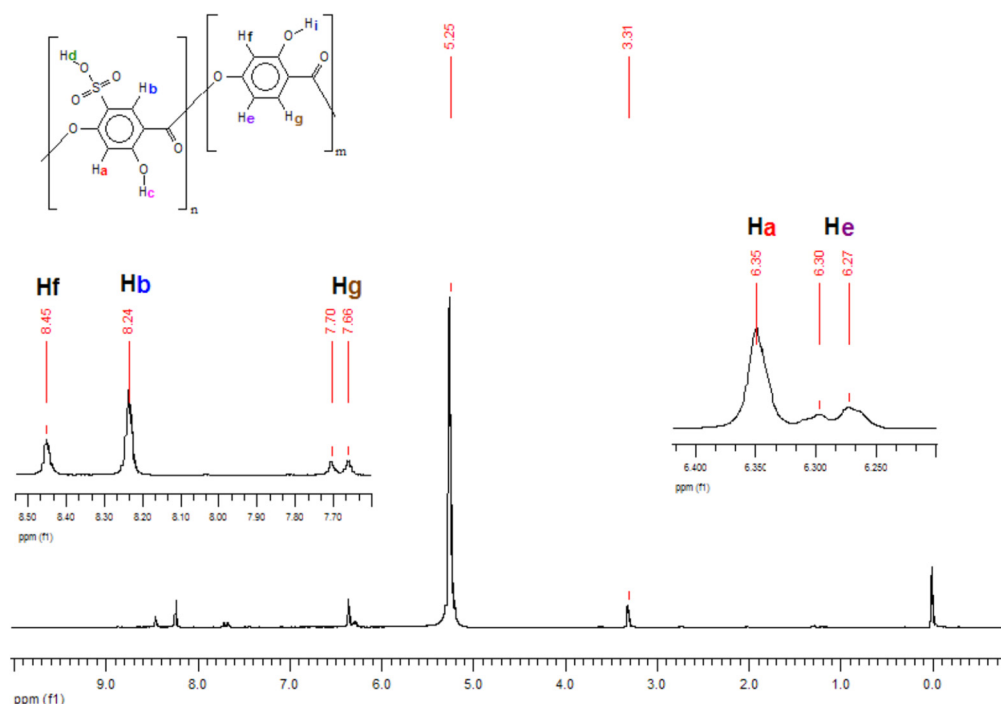 5.25
3.31
Hd
O
O
S
O
Hb
O
Ha
O
Hc
O
n
Hf
O
Hi
O
He
Hg
O
m
Hf
Hb
Hg
8.45
8.24
7.70
7.66
8.50 8.40 8.30 8.20 8.10 8.00 7.90 7.80 7.70
ppm (f1)
Ha
He
6.35
6.30
6.27
6.400 6.350 6.300 6.250
ppm (f1)
9.0 8.0 7.0 6.0 5.0 4.0 3.0 2.0 1.0 0.0
ppm (f1)